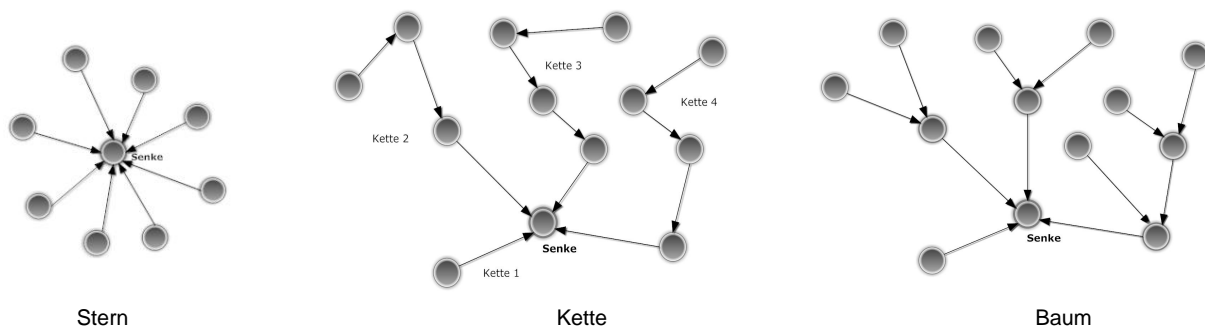 Senke
Stern
Kette 3
Kette 4
Kette 2
Senke
Kette 1
Kette
Senke
Baum